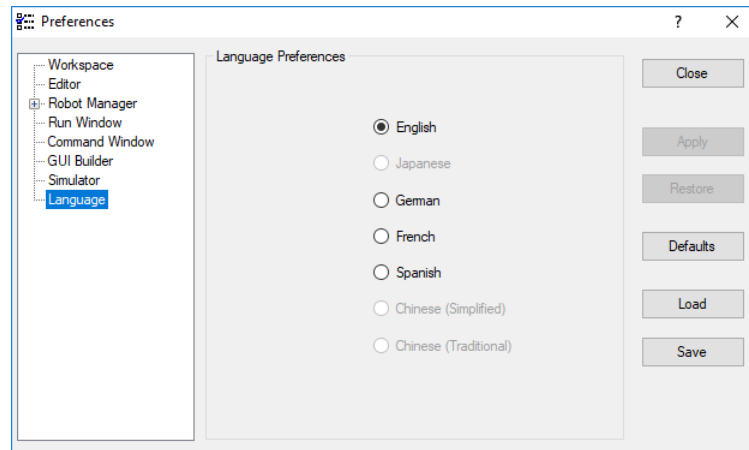 Preferences
?
Workspace
Editor
Robot Manager
Run Window
Command Window
GUI Builder
Simulator
Language
Language Preferences
English
Japanese
German
French
Spanish
Chinese (Simplified)
Chinese (Traditional)
Close
Apply
Restore
Defaults
Load
Save